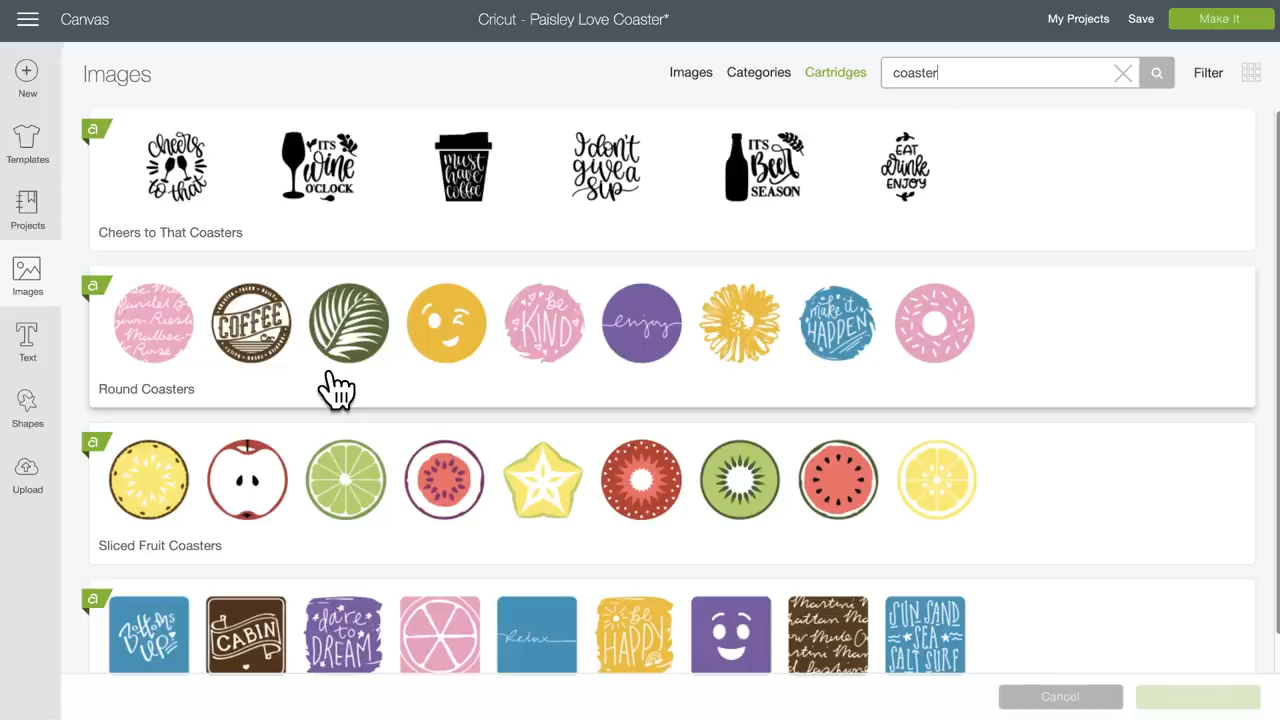 Canvas
Cricut - Paisley Love Coaster*
My Projects
Save
Make It
New
Templates
Projects
Images
Text
Shapes
Upload
Images
Images
Categories
Cartridges
coaster
Filter
a
cheers
to that
IT'S
Wine
O'CLOCK
must
have
coffee
I don't
give a
sip
IT'S
Beer
SEASON
EAT
drink
ENJOY
Cheers to That Coasters
a
COFFEE
be
KIND
enjoy
make it
HAPPEN
Round Coasters
a
Sliced Fruit Coasters
a
BOTTOMS
UP
CABIN
dare
to
DREAM
Relax
be
HAPPY
SUN SAND
SEA
SALT SURF
Cancel